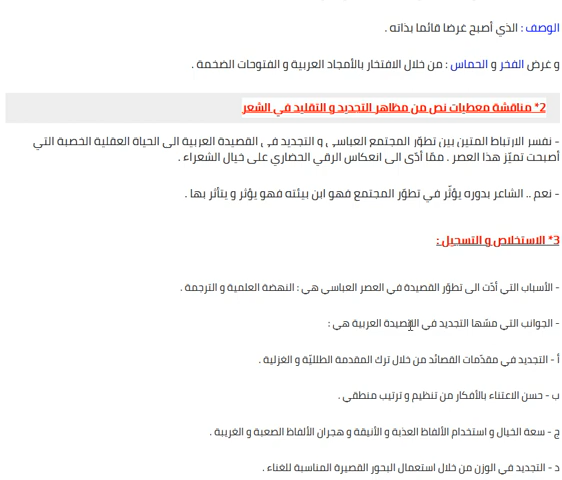 الوصف : الذي أصبح غرضا قائما بذاته .
و غرض الفخر و الحماس : من خلال الافتخار بالأمجاد العربية و الفتوحات الضخمة .
2* مناقشة معطيات نص من مظاهر التجديد و التقليد في الشعر
- نفسر الارتباط المتين بين تطوّر المجتمع العباسي و التجديد في القصيدة العربية الى الحياة العقلية الخصبة التي
أصبحت تميّز هذا العصر . ممّا أدّى الى انعكاس الرقي الحضاري على خيال الشعراء .
- نعم .. الشاعر بدوره يؤثّر في تطوّر المجتمع فهو ابن بيئته فهو يؤثر و يتأثر بها .
3* الاستخلاص و التسجيل :
- الأسباب التي أدّت الى تطوّر القصيدة في العصر العباسي هي : النهضة العلمية و الترجمة .
- الجوانب التي مسّها التجديد في القصيدة العربية هي :
أ - التجديد في مقدّمات القصائد من خلال ترك المقدمة الطلليّة و الغزلية .
ب - حسن الاعتناء بالأفكار من تنظيم و ترتيب منطقي .
ج - سعة الخيال و استخدام الألفاظ العذبة و الأنيقة و هجران الألفاظ الصعبة و الغريبة .
د - التجديد في الوزن من خلال استعمال البحور القصيرة المناسبة للغناء .